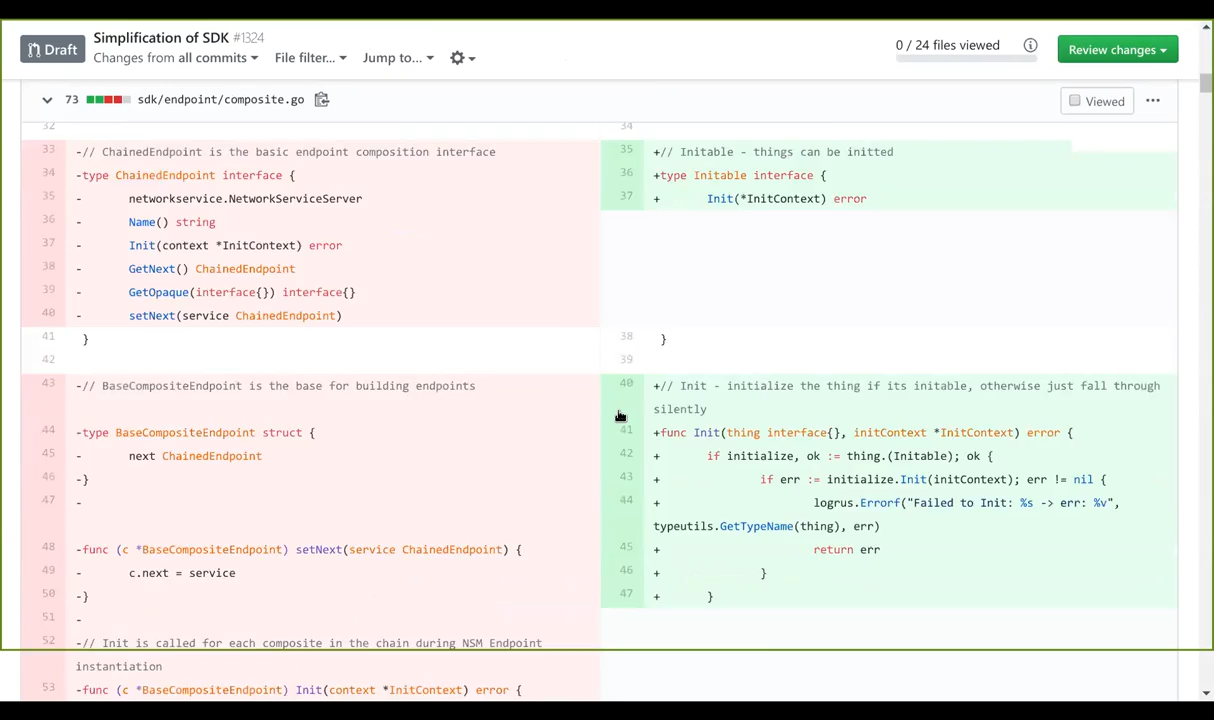 Draft
Simplification of SDK #1324
Changes from all commits
File filter...
Jump to...
0 / 24 files viewed
Review changes
73
sdk/endpoint/composite.go
Viewed
32
33 -// ChainedEndpoint is the basic endpoint composition interface
34 -type ChainedEndpoint interface {
35 - networkservice.NetworkServiceServer
36 - Name() string
37 - Init(context *InitContext) error
38 - GetNext() ChainedEndpoint
39 - GetOpaque(interface{}) interface{}
40 - setNext(service ChainedEndpoint)
41 }
42
43 -// BaseCompositeEndpoint is the base for building endpoints
44 -type BaseCompositeEndpoint struct {
45 - next ChainedEndpoint
46 -}
47 -
48 -func (c *BaseCompositeEndpoint) setNext(service ChainedEndpoint) {
49 - c.next = service
50 -}
51 -
52 -// Init is called for each composite in the chain during NSM Endpoint
instantiation
53 -func (c *BaseCompositeEndpoint) Init(context *InitContext) error {
34
35 +// Initable - things can be initted
36 +type Initable interface {
37 + Init(*InitContext) error
38 }
39
40 +// Init - initialize the thing if its initable, otherwise just fall through
silently
41 +func Init(thing interface{}, initContext *InitContext) error {
42 + if initialize, ok := thing.(Initable); ok {
43 + if err := initialize.Init(initContext); err != nil {
44 + logrus.Errorf("Failed to Init: %s -> err: %v",
typeutils.GetTypeName(thing), err)
45 + return err
46 + }
47 + }